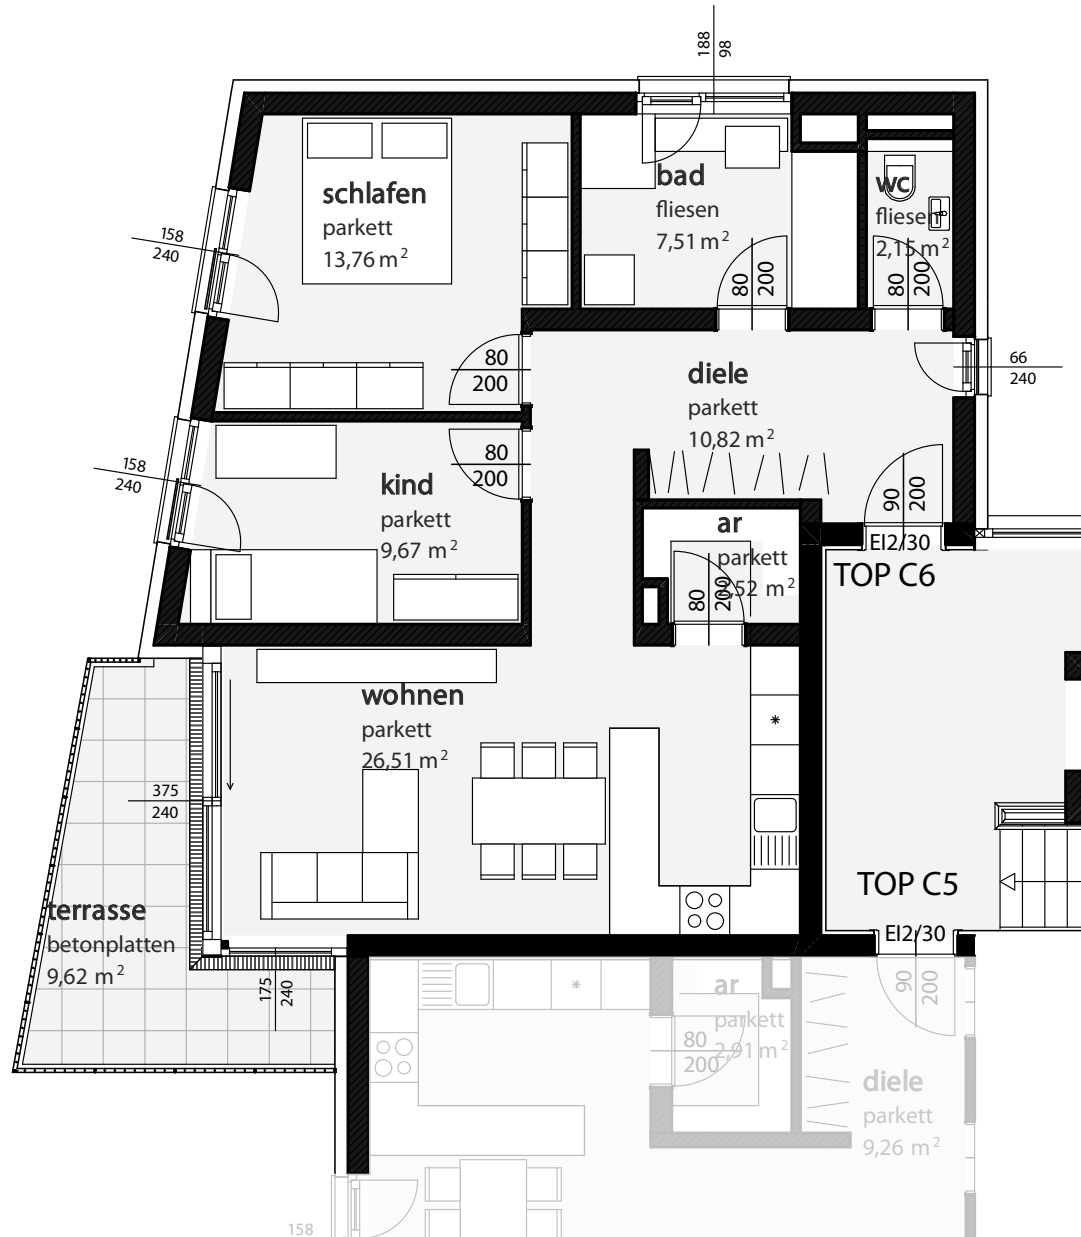 188
98
schlafen
parkett
13,76 m²
bad
fliesen
7,51 m²
wc
fliesen
2,15 m²
158
240
80
200
80
200
80
200
diele
parkett
10,82 m²
66
240
158
240
80
200
kind
parkett
9,67 m²
90
200
ar
parkett
,52 m²
80
200
EI2/30
TOP C6
wohnen
parkett
26,51 m²
375
240
TOP C5
EI2/30
terrasse
betonplatten
9,62 m²
175
240
90
200
ar
parkett
2,91 m²
80
200
diele
parkett
9,26 m²
158